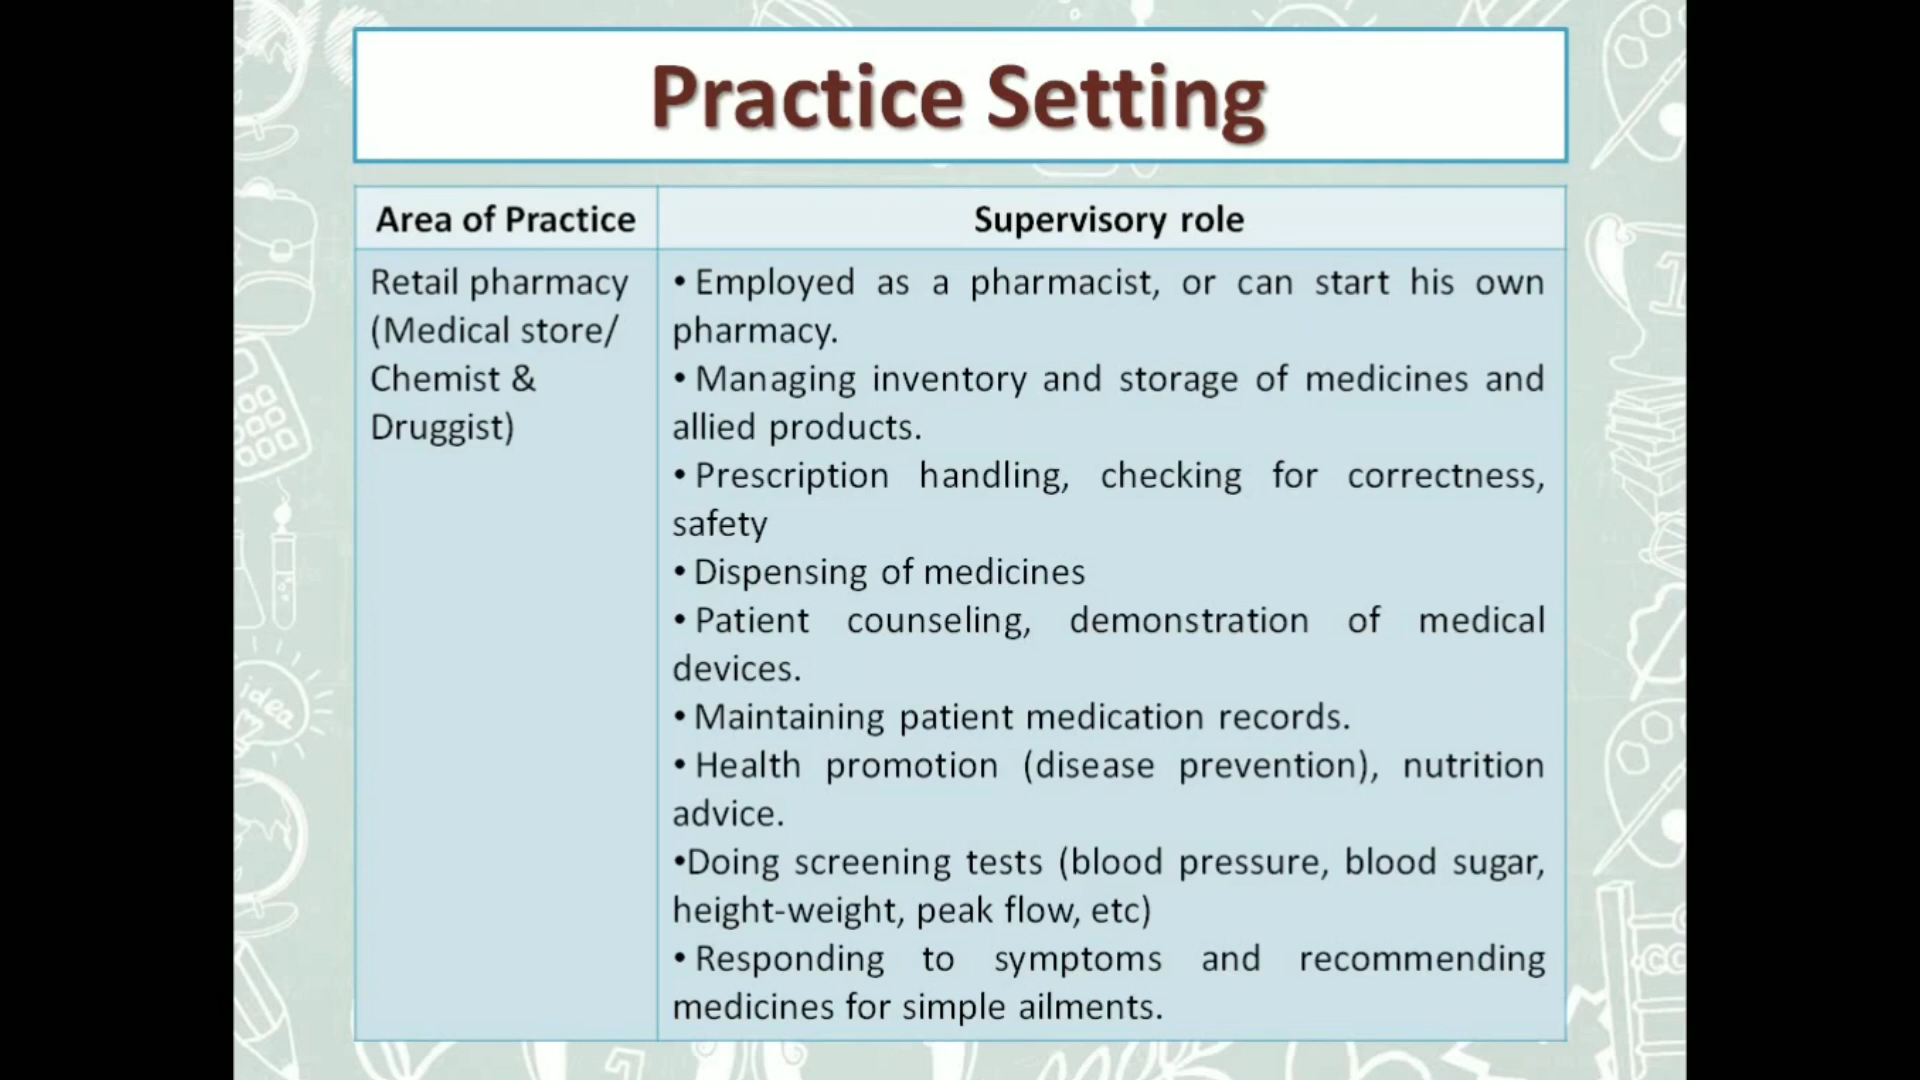 Practice Setting
Area of Practice
Supervisory role
Retail pharmacy
(Medical store/
Chemist &
Druggist)
• Employed as a pharmacist, or can start his own
pharmacy.
• Managing inventory and storage of medicines and
allied products.
• Prescription handling, checking for correctness,
safety
• Dispensing of medicines
• Patient counseling, demonstration of medical
devices.
• Maintaining patient medication records.
• Health promotion (disease prevention), nutrition
advice.
•Doing screening tests (blood pressure, blood sugar,
height-weight, peak flow, etc)
• Responding to symptoms and recommending
medicines for simple ailments.
idea